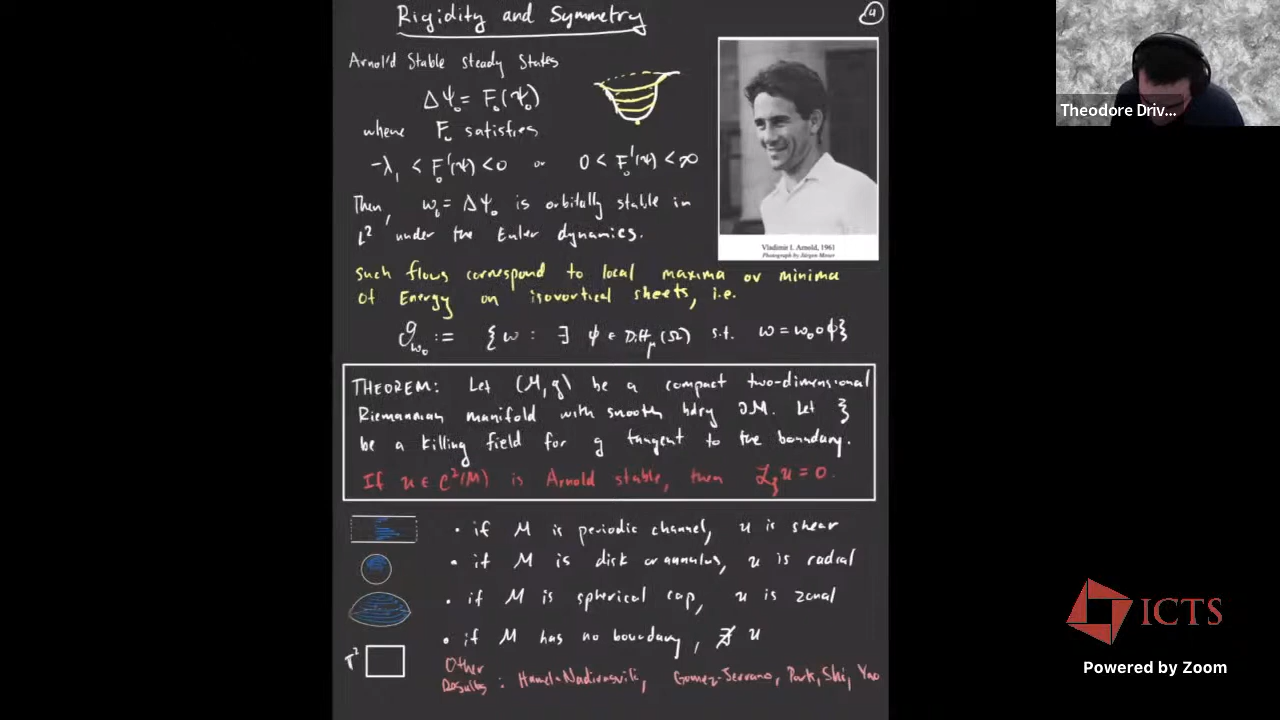 Rigidity and Symmetry
4
Arnol'd Stable steady States
Δψ₀ = F₀(ψ₀)
where F₀ satisfies
-λ₁ < F₀'(ψ) < 0 or 0 < F₀'(ψ) < ∞
Then, ω₀ = Δψ₀ is orbitally stable in
L² under the Euler dynamics.
Vladimir I. Arnold, 1961
Photograph by Jürgen Moser
Such flows correspond to local maxima or minima
of Energy on isovortical sheets, i.e.
𝒪_ω₀ := { ω : ∃ φ ∈ Diff_μ(Ω) s.t. ω = ω₀ ∘ φ }
THEOREM: Let (M, g) be a compact two-dimensional
Riemannian manifold with smooth bdry ∂M. Let ξ
be a killing field for g tangent to the boundary.
If u ∈ C²(M) is Arnold stable, then ℒ_ξ u = 0.
• if M is periodic channel, u is shear
• if M is disk or annulus, u is radial
• if M is spherical cap, u is zonal
• if M has no boundary, ∄ u
T²
Other
Results : Hamel-Nadirashvili, Gomez-Serrano, Park, Shi, Yao
Theodore Driv...
ICTS
Powered by Zoom